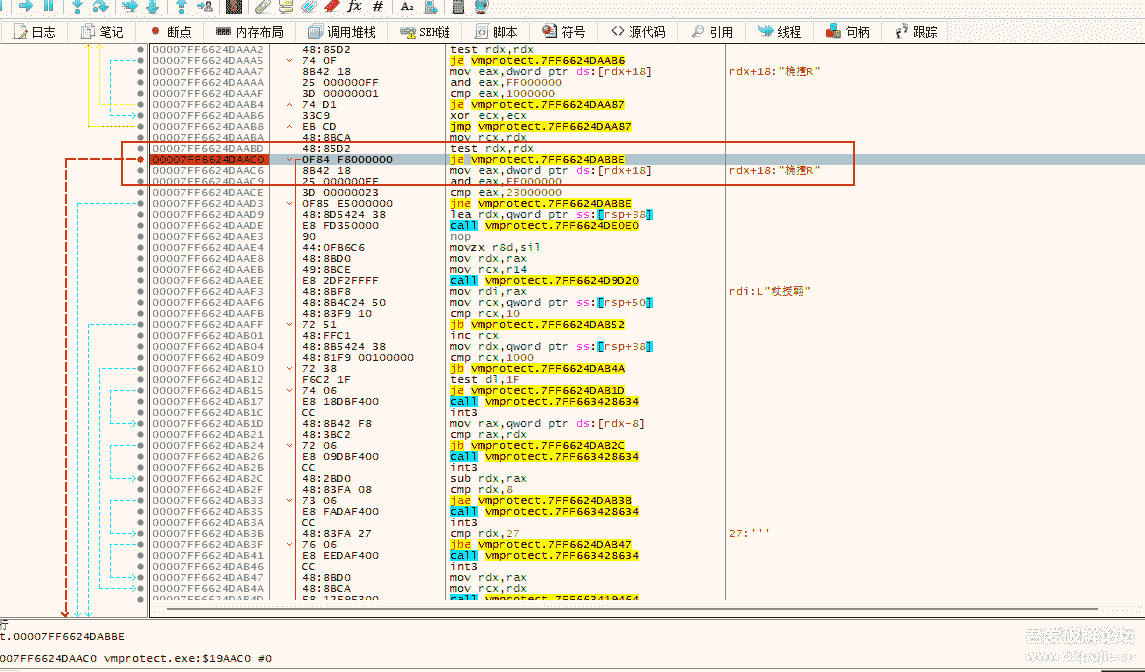 日志 笔记 断点 内存布局 调用堆栈 SEH链 脚本 符号 源代码 引用 线程 句柄 跟踪
00007FF6624DAAA2 48:85D2 test rdx,rdx
00007FF6624DAAA5 74 0F je vmprotect.7FF6624DAAB6
00007FF6624DAAA7 8B42 18 mov eax,dword ptr ds:[rdx+18]
00007FF6624DAAAA 25 000000FF and eax,FF000000
00007FF6624DAAAF 3D 00000001 cmp eax,1000000
00007FF6624DAAB4 74 D1 je vmprotect.7FF6624DAA87
00007FF6624DAAB6 33C9 xor ecx,ecx
00007FF6624DAAB8 EB CD jmp vmprotect.7FF6624DAA87
00007FF6624DAABA 48:8BCA mov rcx,rdx
00007FF6624DAABD 48:85D2 test rdx,rdx
00007FF6624DAAC0 0F84 F8000000 je vmprotect.7FF6624DABBE
00007FF6624DAAC6 8B42 18 mov eax,dword ptr ds:[rdx+18]
00007FF6624DAAC9 25 000000FF and eax,FF000000
00007FF6624DAACE 3D 00000023 cmp eax,23000000
00007FF6624DAAD3 0F85 E5000000 jne vmprotect.7FF6624DABBE
00007FF6624DAAD9 48:8D5424 38 lea rdx,qword ptr ss:[rsp+38]
00007FF6624DAADE E8 FD350000 call vmprotect.7FF6624DE0E0
00007FF6624DAAE3 90 nop
00007FF6624DAAE4 44:0FB6C6 movzx r8d,sil
00007FF6624DAAE8 48:8BD0 mov rdx,rax
00007FF6624DAAEB 49:8BCE mov rcx,r14
00007FF6624DAAEE E8 2DF2FFFF call vmprotect.7FF6624D9D20
00007FF6624DAAF3 48:8BF8 mov rdi,rax
00007FF6624DAAF6 48:8B4C24 50 mov rcx,qword ptr ss:[rsp+50]
00007FF6624DAAFB 48:83F9 10 cmp rcx,10
00007FF6624DAAFF 72 51 jb vmprotect.7FF6624DAB52
00007FF6624DAB01 48:FFC1 inc rcx
00007FF6624DAB04 48:8B5424 38 mov rdx,qword ptr ss:[rsp+38]
00007FF6624DAB09 48:81F9 00100000 cmp rcx,1000
00007FF6624DAB10 72 38 jb vmprotect.7FF6624DAB4A
00007FF6624DAB12 F6C2 1F test dl,1F
00007FF6624DAB15 74 06 je vmprotect.7FF6624DAB1D
00007FF6624DAB17 E8 18DBF400 call vmprotect.7FF663428634
00007FF6624DAB1C CC int3
00007FF6624DAB1D 48:8B42 F8 mov rax,qword ptr ds:[rdx-8]
00007FF6624DAB21 48:3BC2 cmp rax,rdx
00007FF6624DAB24 72 06 jb vmprotect.7FF6624DAB2C
00007FF6624DAB26 E8 09DBF400 call vmprotect.7FF663428634
00007FF6624DAB2B CC int3
00007FF6624DAB2C 48:2BD0 sub rdx,rax
00007FF6624DAB2F 48:83FA 08 cmp rdx,8
00007FF6624DAB33 73 06 jae vmprotect.7FF6624DAB3B
00007FF6624DAB35 E8 FADAF400 call vmprotect.7FF663428634
00007FF6624DAB3A CC int3
00007FF6624DAB3B 48:83FA 27 cmp rdx,27 27:'''
00007FF6624DAB3F 76 06 jbe vmprotect.7FF6624DAB47
00007FF6624DAB41 E8 EEDAF400 call vmprotect.7FF663428634
00007FF6624DAB46 CC int3
00007FF6624DAB47 48:8BD0 mov rdx,rax
00007FF6624DAB4A 48:8BCA mov rcx,rdx
00007FF6624DAB4D E8 12E9F300 call vmprotect.7FF663419464
行
t.00007FF6624DABBE
007FF6624DAAC0 vmprotect.exe:$19AAC0 #0
吾爱破解论坛
www.52pojie.cn